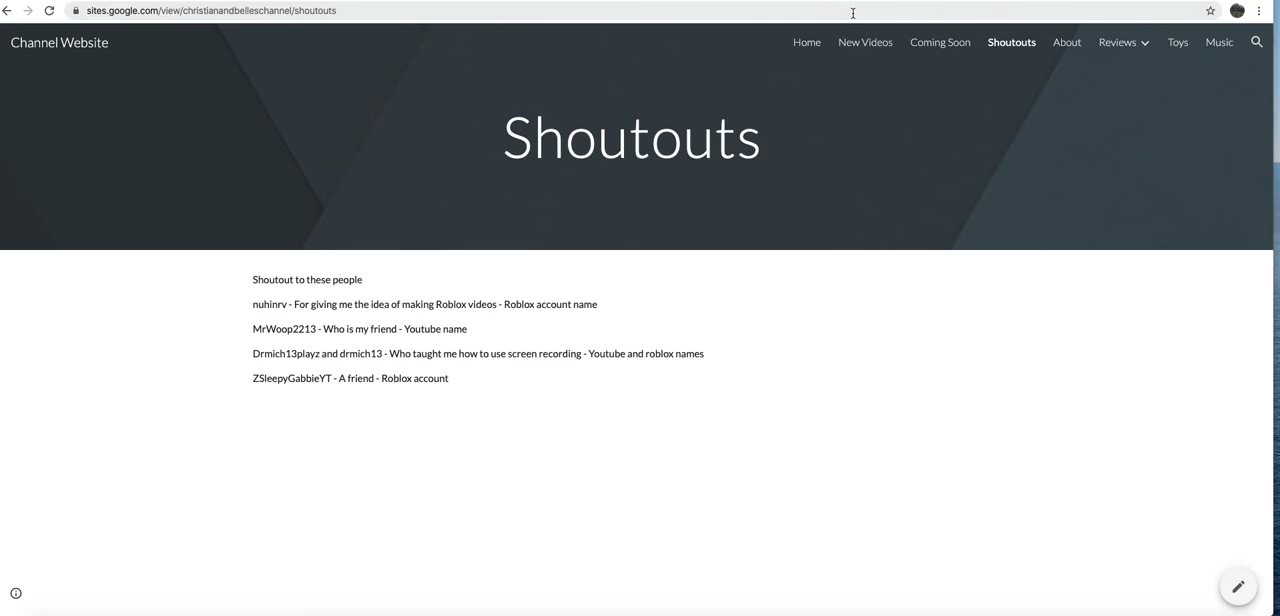 sites.google.com/view/christianandbelleschannel/shoutouts
Channel Website
Home New Videos Coming Soon Shoutouts About Reviews Toys Music
Shoutouts
Shoutout to these people
nuhinrv - For giving me the idea of making Roblox videos - Roblox account name
MrWoop2213 - Who is my friend - Youtube name
Drmich13playz and drmich13 - Who taught me how to use screen recording - Youtube and roblox names
ZSleepyGabbieYT - A friend - Roblox account